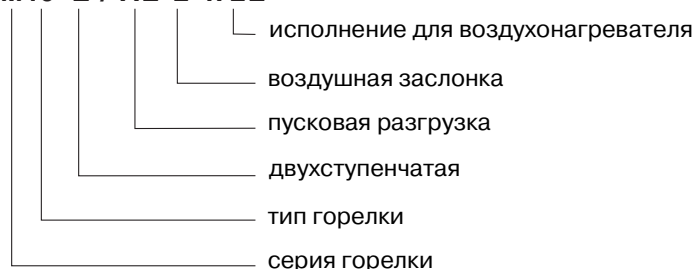 исполнение для воздухонагревателя
воздушная заслонка
пусковая разгрузка
двухступенчатая
тип горелки
серия горелки